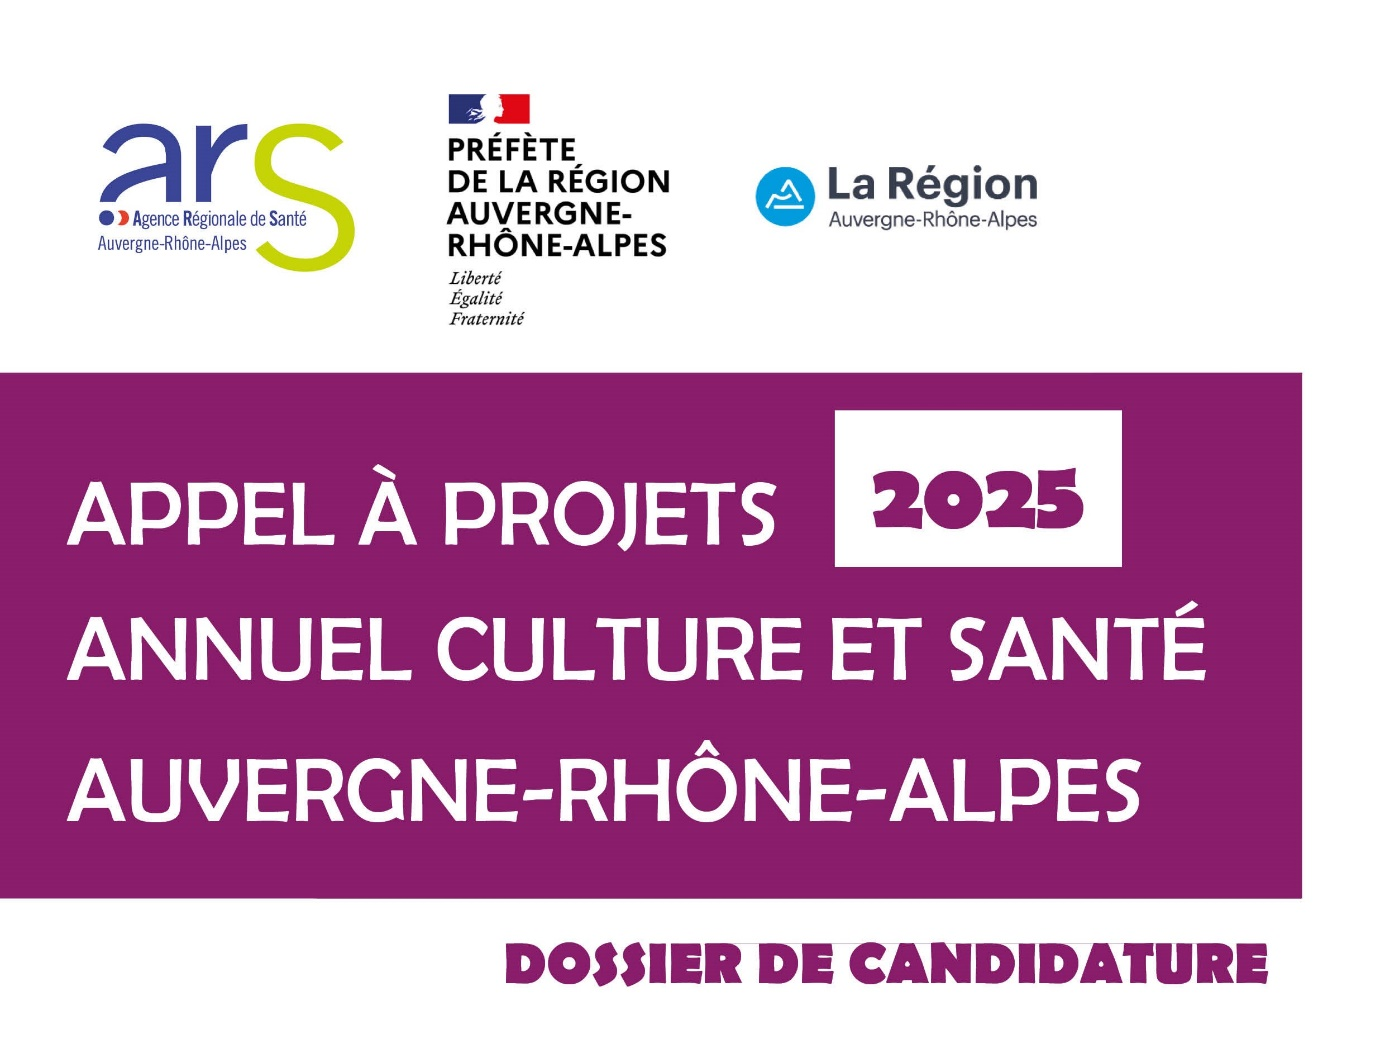 ars
Agence Régionale de Santé
Auvergne-Rhône-Alpes
PRÉFÈTE
DE LA RÉGION
AUVERGNE-
RHÔNE-ALPES
Liberté
Égalité
Fraternité
La Région
Auvergne-Rhône-Alpes
APPEL À PROJETS 2025
ANNUEL CULTURE ET SANTÉ
AUVERGNE-RHÔNE-ALPES
DOSSIER DE CANDIDATURE